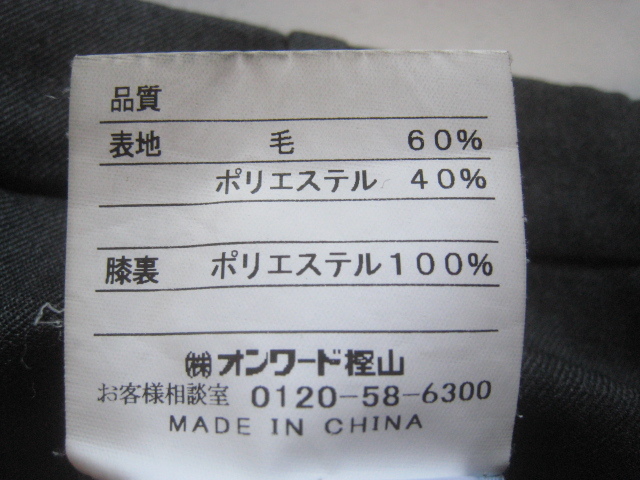 品質
表地 毛 60%
ポリエステル 40%
膝裏 ポリエステル100%
㈱オンワード樫山
お客様相談室 0120-58-6300
MADE IN CHINA